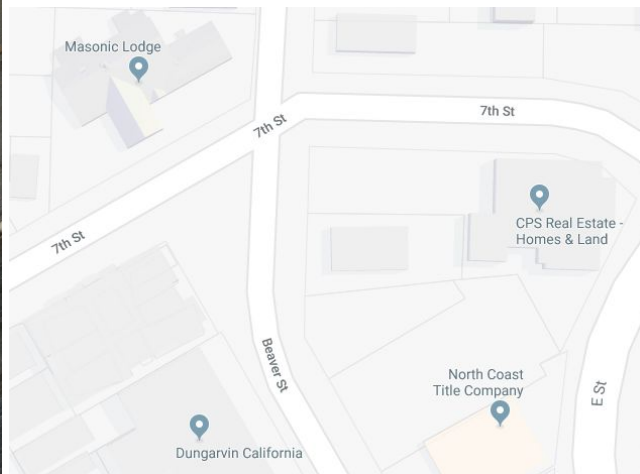 Masonic Lodge
7th St
7th St
7th St
CPS Real Estate -
Homes & Land
Beaver St
North Coast
Title Company
E St
Dungarvin California